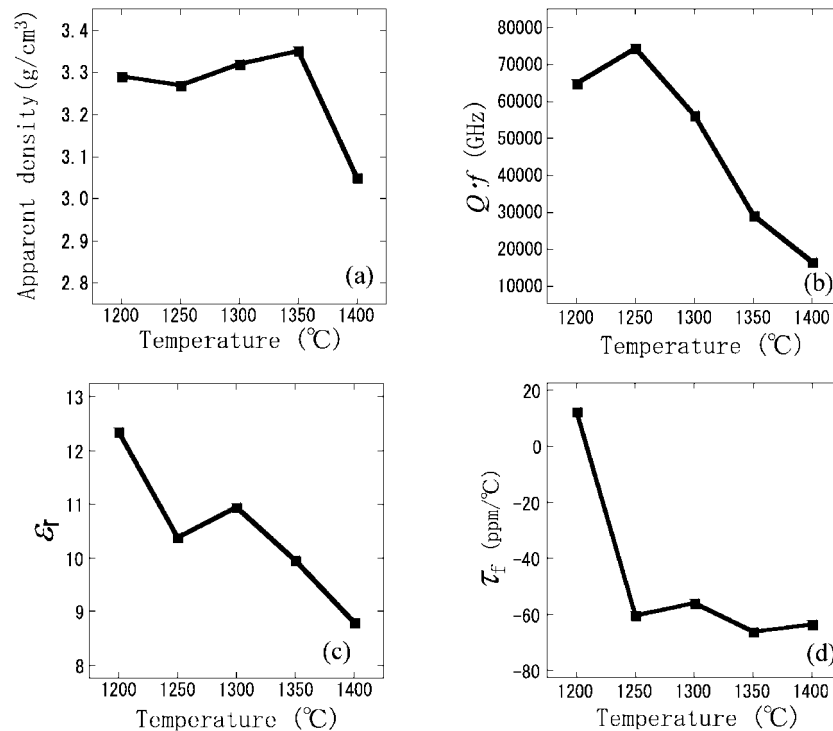 3.4
3.3
3.2
3.1
3.0
2.9
2.8
Apparent density(g/cm³)
(a)
1200 1250 1300 1350 1400
Temperature (℃)
80000
70000
60000
50000
40000
30000
20000
10000
Q·f (GHz)
(b)
1200 1250 1300 1350 1400
Temperature (℃)
13
12
11
10
9
8
εr
(c)
1200 1250 1300 1350 1400
Temperature (℃)
20
0
-20
-40
-60
-80
τf (ppm/℃)
(d)
1200 1250 1300 1350 1400
Temperature (℃)